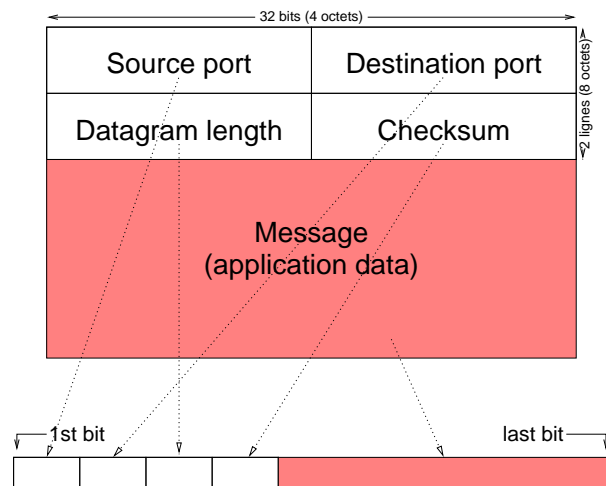 32 bits (4 octets)
Source port
Destination port
2 lignes (8 octets)
Datagram length
Checksum
Message
(application data)
1st bit
last bit